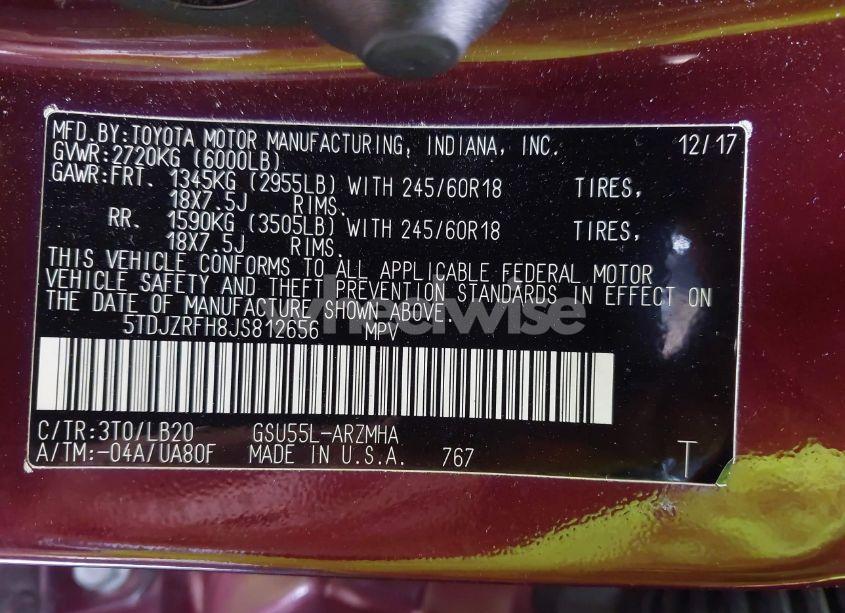 MFD.BY:TOYOTA MOTOR MANUFACTURING, INDIANA, INC. 12/17
GVWR:2720KG (6000LB)
GAWR:FRT. 1345KG (2955LB) WITH 245/60R18 TIRES,
18X7.5J RIMS.
RR. 1590KG (3505LB) WITH 245/60R18 TIRES,
18X7.5J RIMS.
THIS VEHICLE CONFORMS TO ALL APPLICABLE FEDERAL MOTOR
VEHICLE SAFETY AND THEFT PREVENTION STANDARDS IN EFFECT ON
THE DATE OF MANUFACTURE SHOWN ABOVE.
wheelwise
5TDJZRFH8JS812656 MPV
C/TR:3T0/LB20 GSU55L-ARZMHA
A/TM:-04A/UA80F MADE IN U.S.A. 767 T